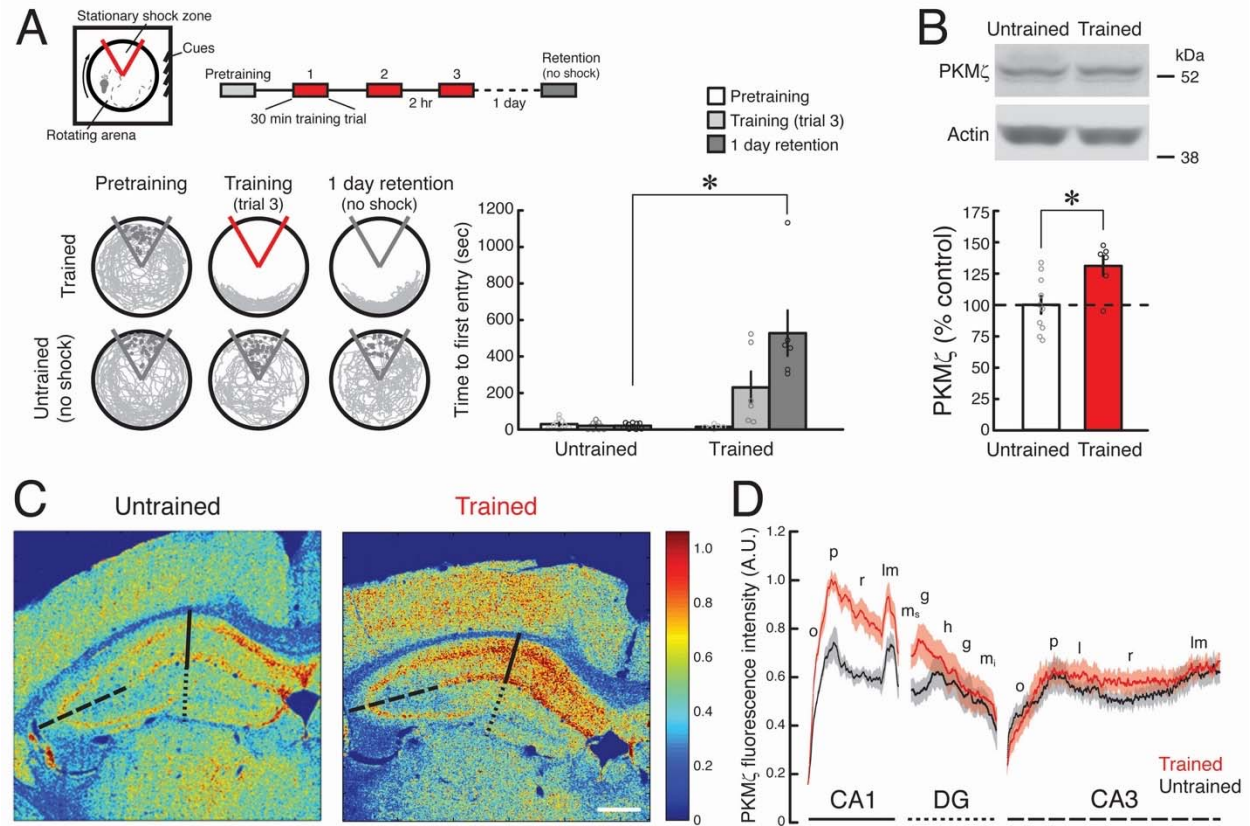 A
Stationary shock zone
Cues
Rotating arena
Pretraining
1
2
3
Retention
(no shock)
2 hr
1 day
30 min training trial
Pretraining
Training (trial 3)
1 day retention
Pretraining
Training
(trial 3)
1 day retention
(no shock)
Trained
Untrained
(no shock)
*
Time to first entry (sec)
1200
1000
800
600
400
200
0
Untrained
Trained
B
Untrained
Trained
kDa
PKMζ
52
Actin
38
*
PKMζ (% control)
175
150
125
100
75
50
25
0
Untrained
Trained
C
Untrained
Trained
1.0
0.8
0.6
0.4
0.2
0
D
PKMζ fluorescence intensity (A.U.)
1.2
1.0
0.8
0.6
0.4
0.2
0
o
p
r
lm
ms
g
h
g
mi
o
p
l
r
lm
Trained
Untrained
CA1
DG
CA3